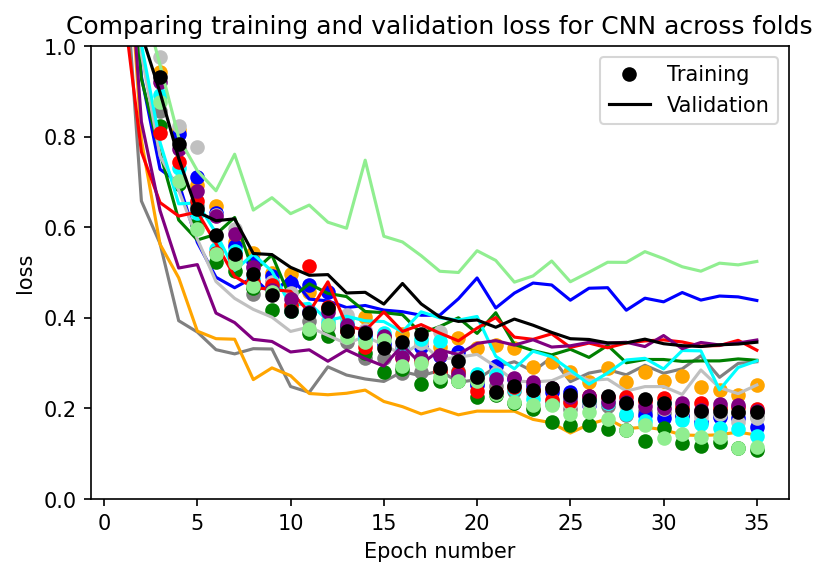 Comparing training and validation loss for CNN across folds
Training
Validation
loss
1.0
0.8
0.6
0.4
0.2
0.0
0 5 10 15 20 25 30 35
Epoch number